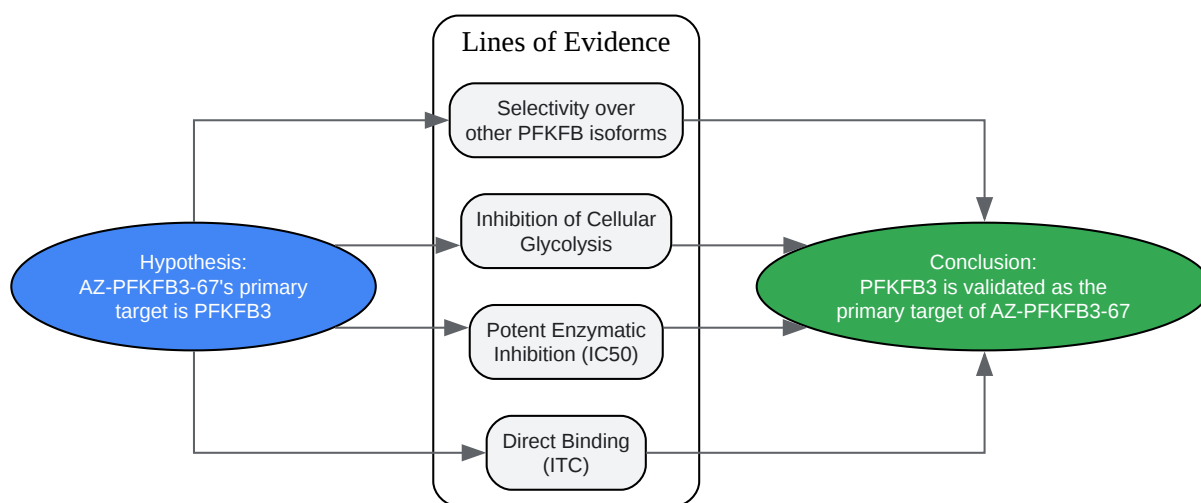 Lines of Evidence
Selectivity over
other PFKFB isoforms
Inhibition of Cellular
Glycolysis
Hypothesis:
AZ-PFKFB3-67's primary
target is PFKFB3
Conclusion:
PFKFB3 is validated as the
primary target of AZ-PFKFB3-67
Potent Enzymatic
Inhibition (IC50)
Direct Binding
(ITC)